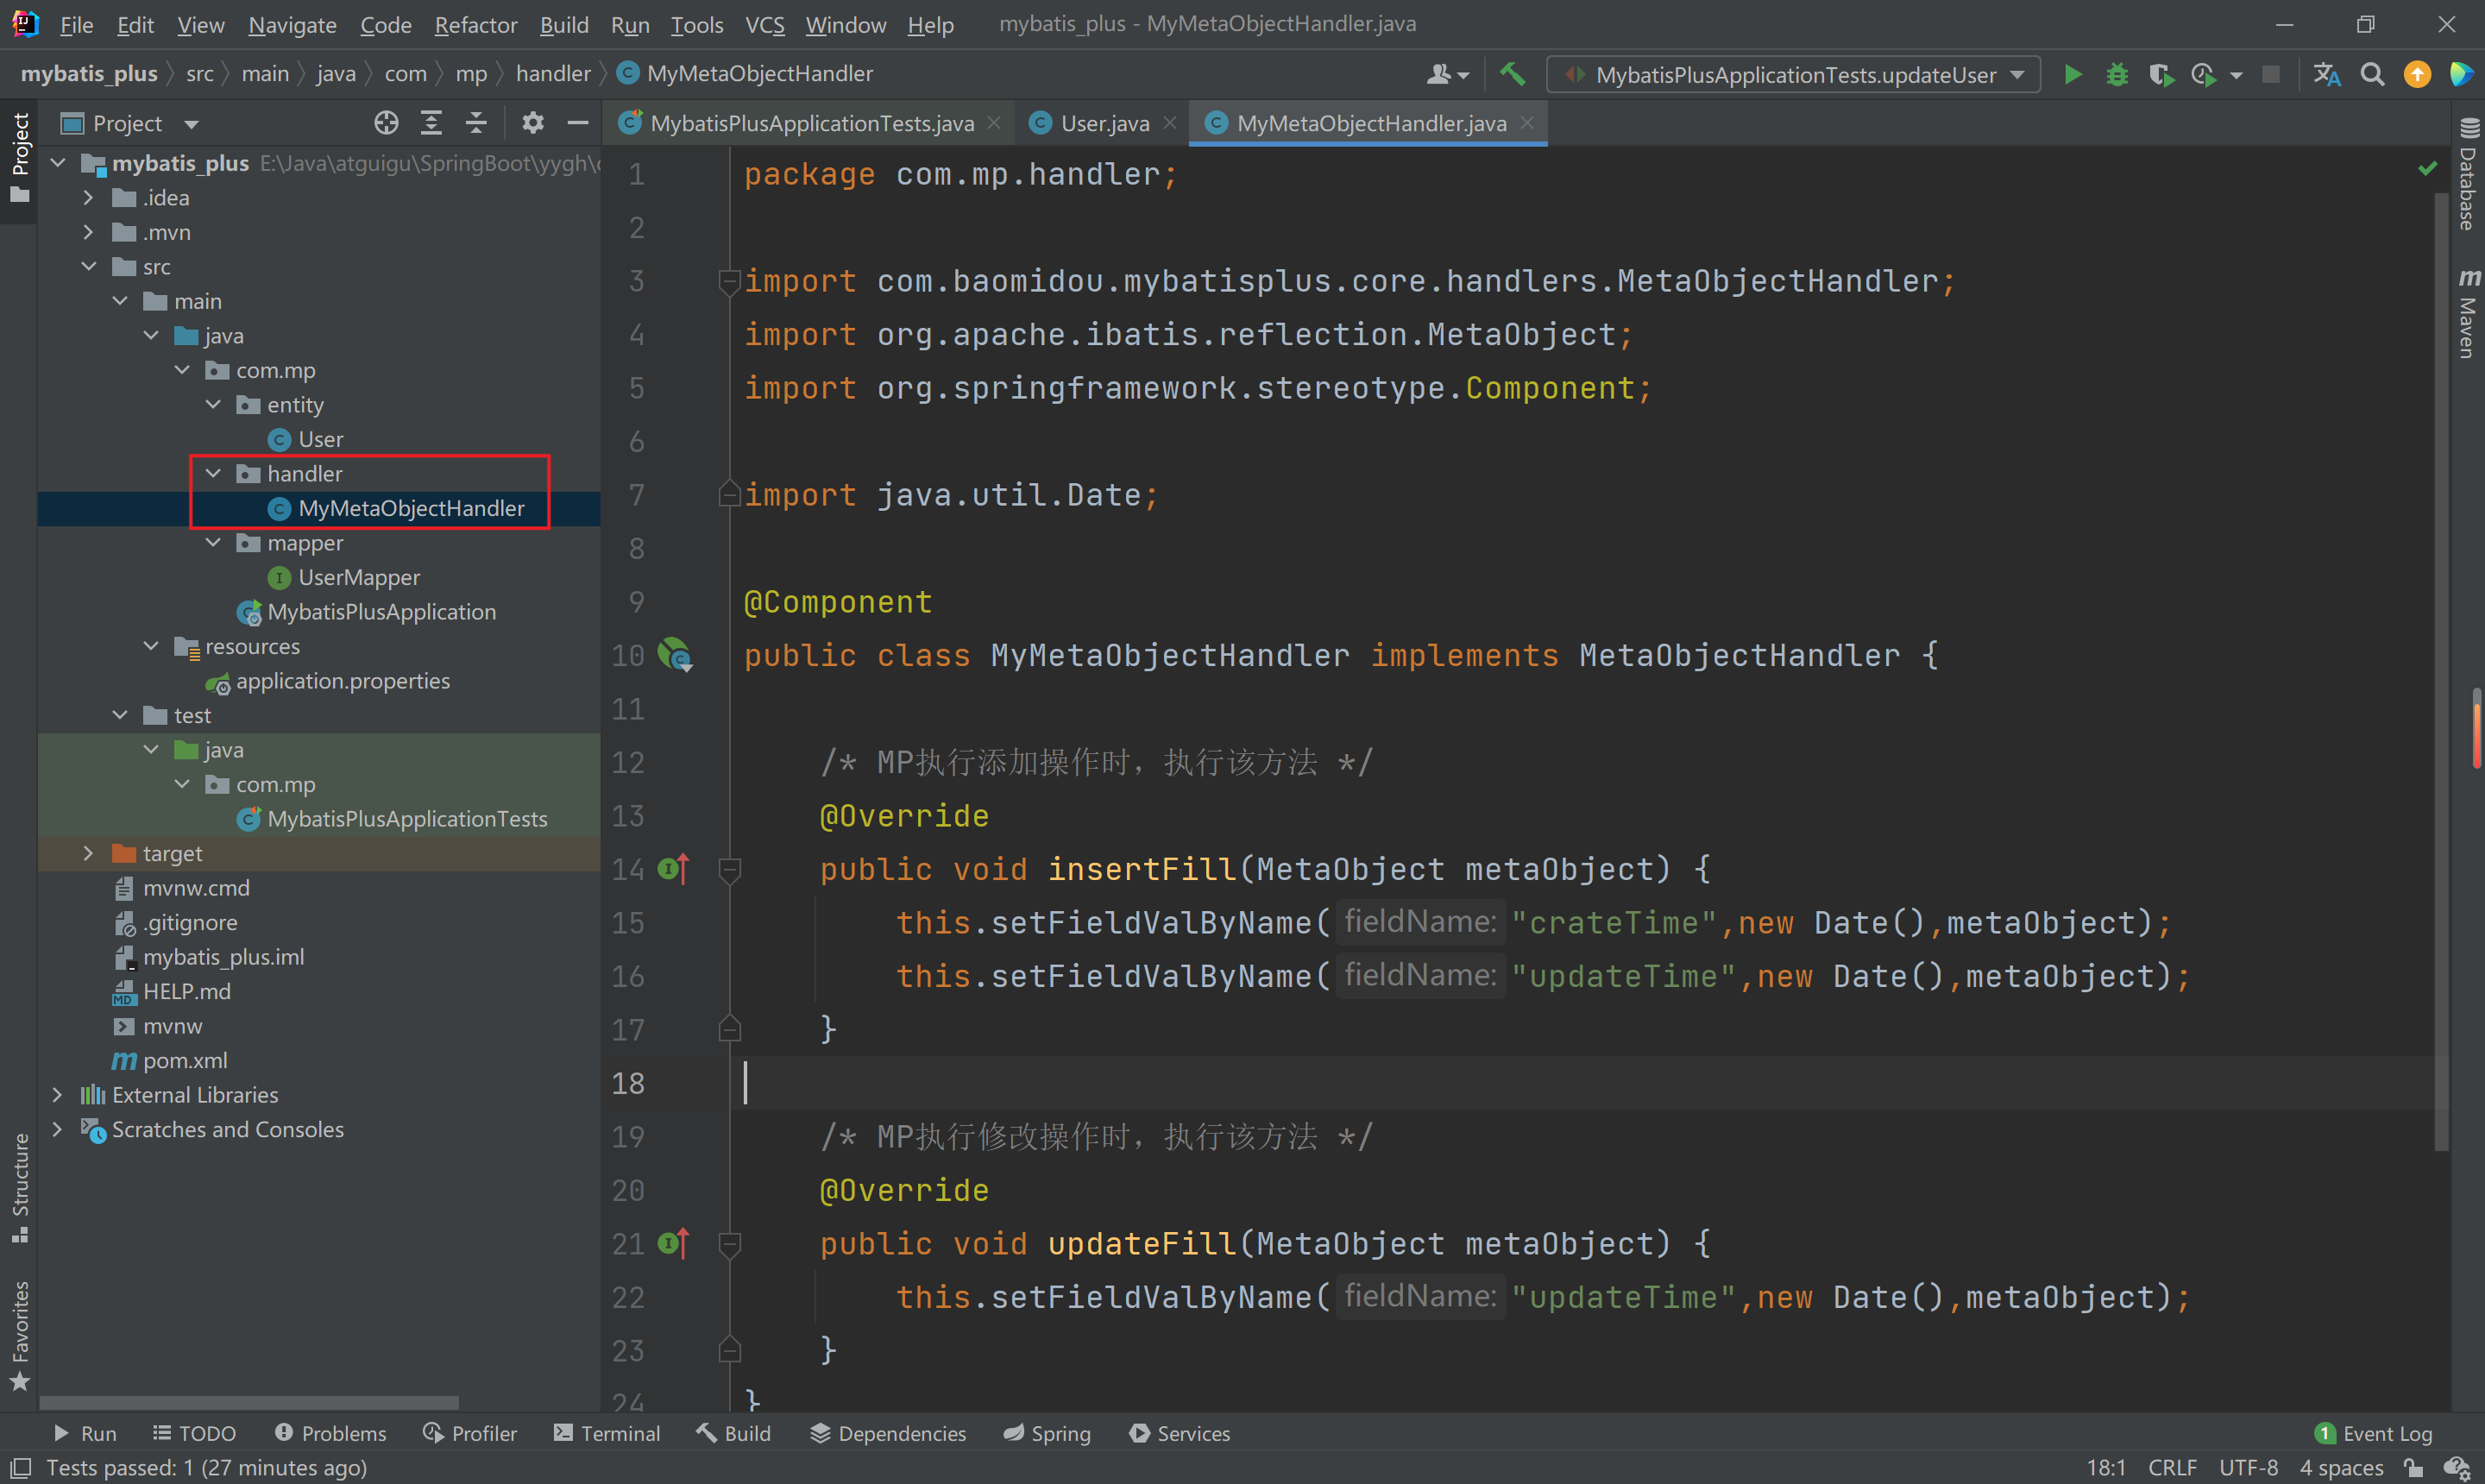 File Edit View Navigate Code Refactor Build Run Tools VCS Window Help mybatis_plus - MyMetaObjectHandler.java
mybatis_plus src main java com mp handler MyMetaObjectHandler MybatisPlusApplicationTests.updateUser
Project
Project
MybatisPlusApplicationTests.java User.java MyMetaObjectHandler.java
mybatis_plus E:\Java\atguigu\SpringBoot\yygh\
.idea
.mvn
src
main
java
com.mp
entity
User
handler
MyMetaObjectHandler
mapper
UserMapper
MybatisPlusApplication
resources
application.properties
test
java
com.mp
MybatisPlusApplicationTests
target
mvnw.cmd
.gitignore
mybatis_plus.iml
HELP.md
mvnw
pom.xml
External Libraries
Scratches and Consoles
Structure
Favorites
1 package com.mp.handler;
2
3 import com.baomidou.mybatisplus.core.handlers.MetaObjectHandler;
4 import org.apache.ibatis.reflection.MetaObject;
5 import org.springframework.stereotype.Component;
6
7 import java.util.Date;
8
9 @Component
10 public class MyMetaObjectHandler implements MetaObjectHandler {
11
12 /* MP执行添加操作时，执行该方法 */
13 @Override
14 public void insertFill(MetaObject metaObject) {
15 this.setFieldValByName( fieldName: "crateTime",new Date(),metaObject);
16 this.setFieldValByName( fieldName: "updateTime",new Date(),metaObject);
17 }
18
19 /* MP执行修改操作时，执行该方法 */
20 @Override
21 public void updateFill(MetaObject metaObject) {
22 this.setFieldValByName( fieldName: "updateTime",new Date(),metaObject);
23 }
24 }
Database
Maven
Run TODO Problems Profiler Terminal Build Dependencies Spring Services 1 Event Log
Tests passed: 1 (27 minutes ago) 18:1 CRLF UTF-8 4 spaces